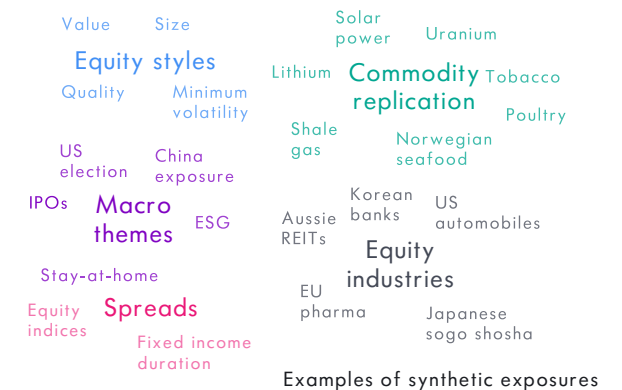 Value
Size
Equity styles
Quality
Minimum
volatility
Solar
power
Uranium
Lithium
Commodity
replication
Tobacco
Poultry
Shale
gas
Norwegian
seafood
US
election
China
exposure
IPOs
Macro
themes
ESG
Stay-at-home
Korean
banks
US
automobiles
Aussie
REITs
Equity
industries
EU
pharma
Japanese
sogo shosha
Equity
indices
Spreads
Fixed income
duration
Examples of synthetic exposures